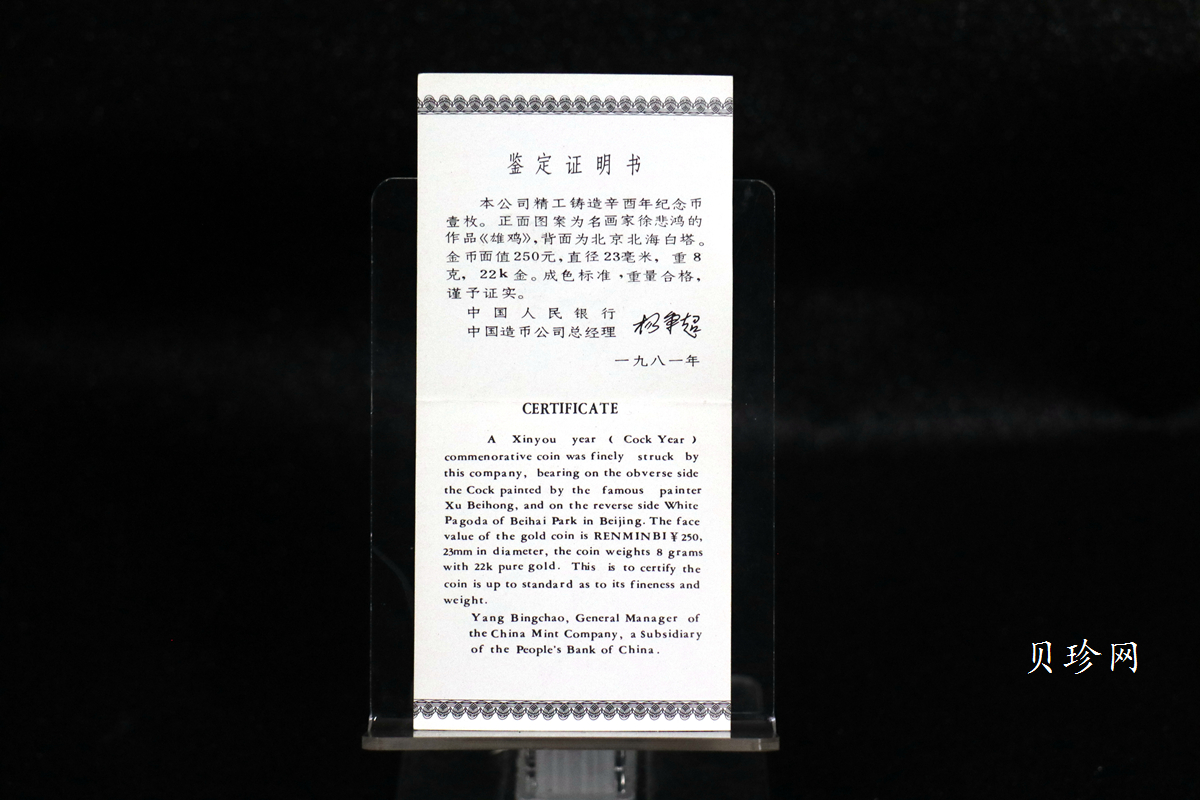 鉴定证明书
本公司精工铸造辛酉年纪念币
壹枚。正面图案为名画家徐悲鸿的
作品《雄鸡》,背面为北京北海白塔。
金币面值250元,直径23毫米,重8
克,22k金。成色标准,重量合格,
谨予证实。
中国人民银行
中国造币公司总经理
一九八一年
CERTIFICATE
A Xinyou year ( Cock Year )
commenorative coin was finely struck by
this company, bearing on the obverse side
the Cock painted by the famous painter
Xu Beihong, and on the reverse side White
Pagoda of Beihai Park in Beijing. The face
value of the gold coin is RENMINBI ¥ 250,
23mm in diameter, the coin weights 8 grams
with 22k pure gold. This is to certify the
coin is up to standard as to its fineness and
weight.
Yang Bingchao, General Manager of
the China Mint Company, a Subsidiary
of the People's Bank of China.
贝珍网